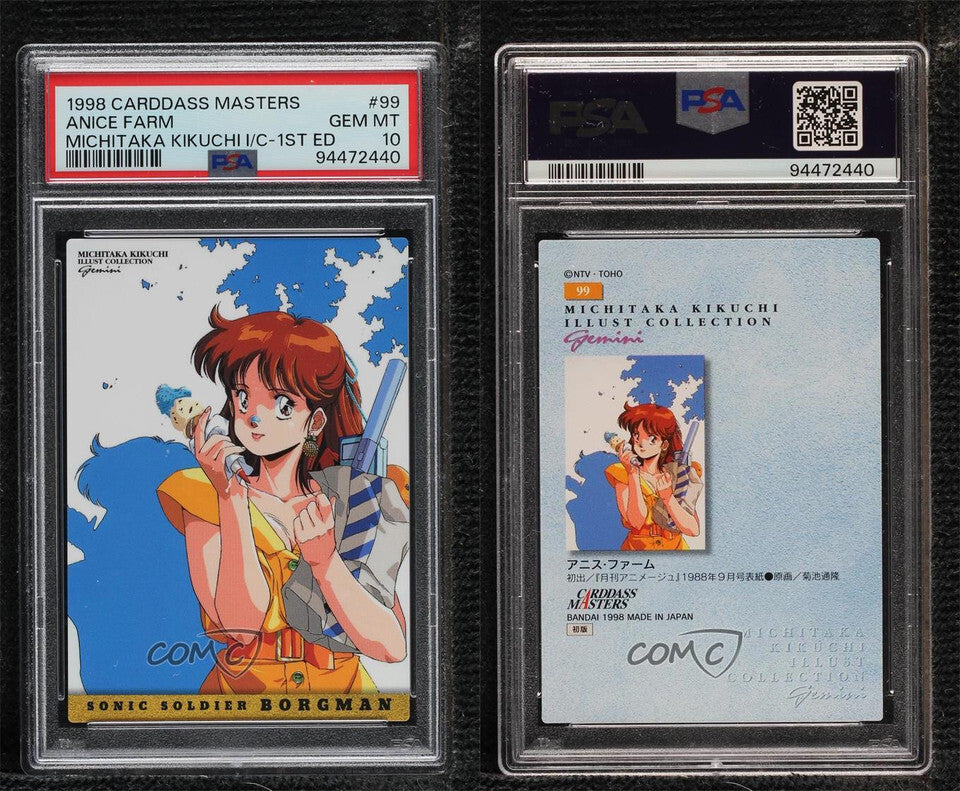 1998 CARDDASS MASTERS #99
ANICE FARM GEM MT
MICHITAKA KIKUCHI I/C-1ST ED 10
PSA 94472440
MICHITAKA KIKUCHI
ILLUST COLLECTION
Gemini
COMC
SONIC SOLDIER BORGMAN
PSA PSA
94472440
©NTV・TOHO
99
MICHITAKA KIKUCHI
ILLUST COLLECTION
Gemini
アニス・ファーム
初出/『月刊アニメージュ』1988年9月号表紙●原画/菊池通隆
CARDDASS
MASTERS
BANDAI 1998 MADE IN JAPAN
初版
COMC
MICHITAKA
KIKUCHI
ILLUST
COLLECTION
Gemini